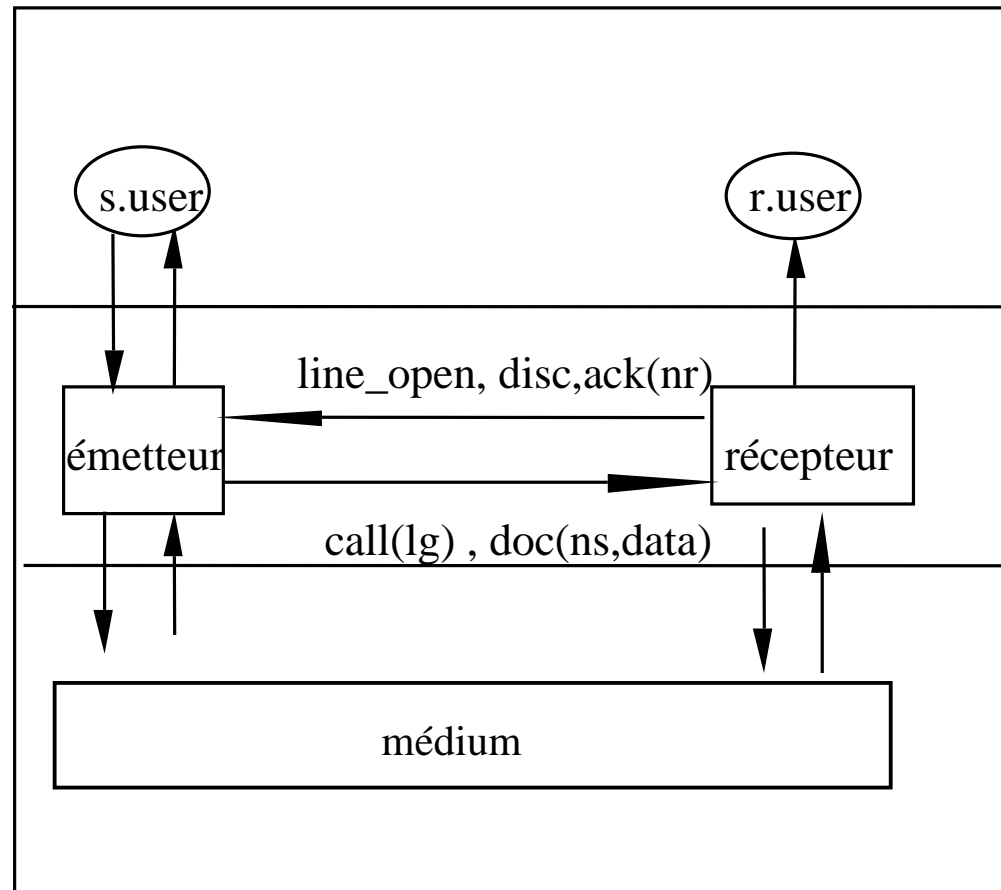 s.user
r.user
line_open, disc,ack(nr)
émetteur
récepteur
call(lg) , doc(ns,data)
médium